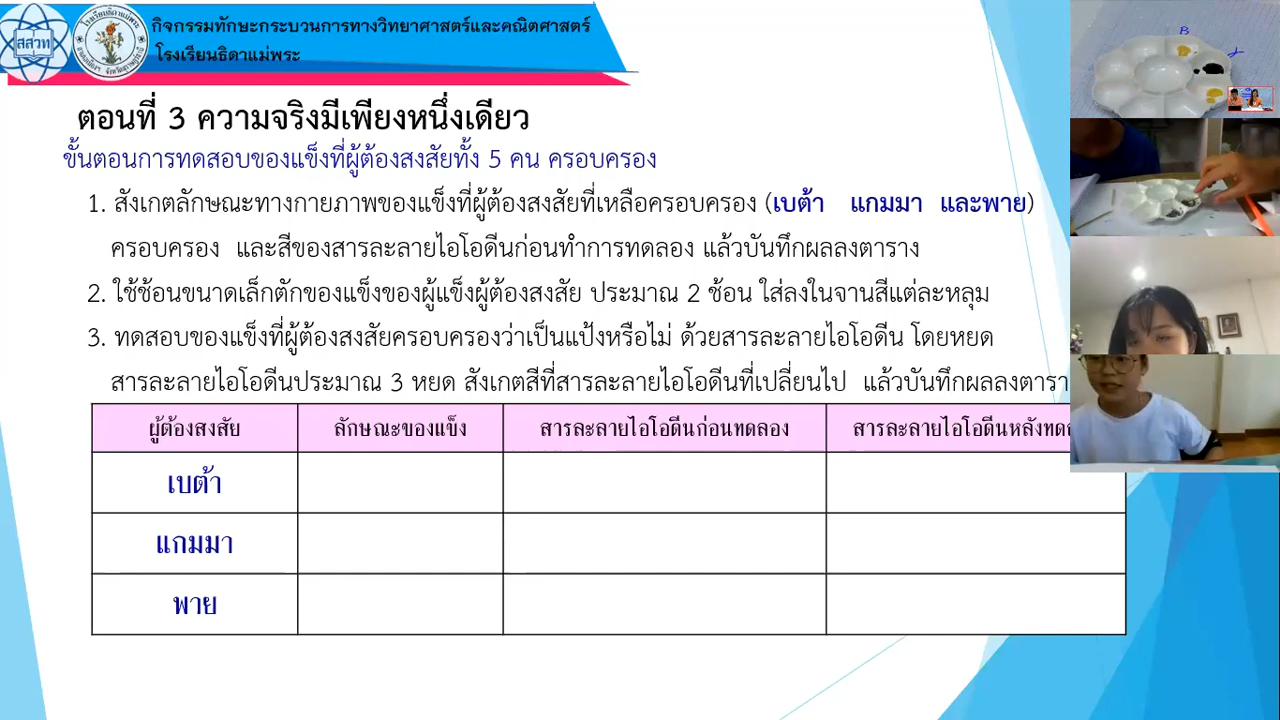 สสวท
กิจกรรมทักษะกระบวนการทางวิทยาศาสตร์และคณิตศาสตร์
โรงเรียนธิดาแม่พระ
ตอนที่ 3 ความจริงมีเพียงหนึ่งเดียว
ขั้นตอนการทดสอบของแข็งที่ผู้ต้องสงสัยทั้ง 5 คน ครอบครอง
1. สังเกตลักษณะทางกายภาพของแข็งที่ผู้ต้องสงสัยที่เหลือครอบครอง (เบต้า แกมมา และพาย)
ครอบครอง และสีของสารละลายไอโอดีนก่อนทำการทดลอง แล้วบันทึกผลลงตาราง
2. ใช้ช้อนขนาดเล็กตักของแข็งของผู้แข็งผู้ต้องสงสัย ประมาณ 2 ช้อน ใส่ลงในจานสีแต่ละหลุม
3. ทดสอบของแข็งที่ผู้ต้องสงสัยครอบครองว่าเป็นแป้งหรือไม่ ด้วยสารละลายไอโอดีน โดยหยด
สารละลายไอโอดีนประมาณ 3 หยด สังเกตสีที่สารละลายไอโอดีนที่เปลี่ยนไป แล้วบันทึกผลลงตารา
ผู้ต้องสงสัย ลักษณะของแข็ง สารละลายไอโอดีนก่อนทดลอง สารละลายไอโอดีนหลังทดล
เบต้า
แกมมา
พาย
B